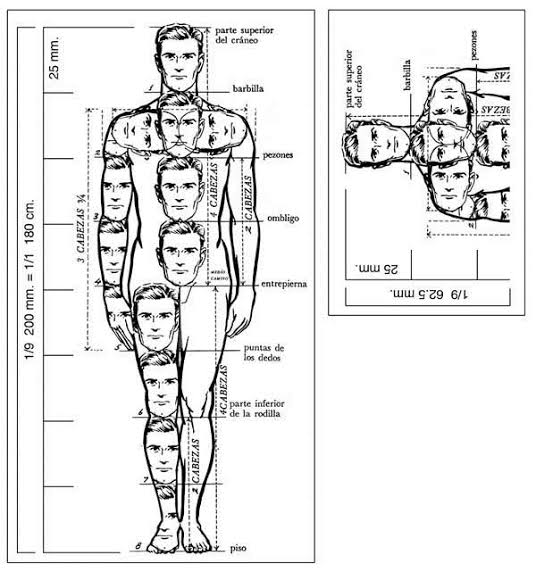 parte superior
del cráneo
25 mm.
1
barbilla
2
pezones
3 CABEZAS ¾
4 CABEZAS
2 CABEZAS
3
ombligo
1/9 200 mm. = 1/1 180 cm.
MEDIO
CAMINO
4
entrepierna
5
puntas de
los dedos
4 CABEZAS
parte inferior
de la rodilla
6
2 CABEZAS
7
8
piso
parte superior
del cráneo
barbilla
pezones
BEZAS
25 mm.
1/9 62.5 mm.